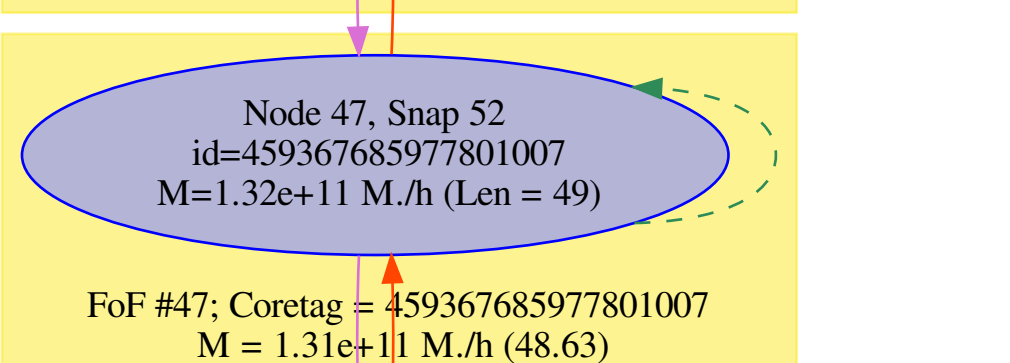 Node 47, Snap 52
id=459367685977801007
M=1.32e+11 M./h (Len = 49)
FoF #47; Coretag = 459367685977801007
M = 1.31e+11 M./h (48.63)